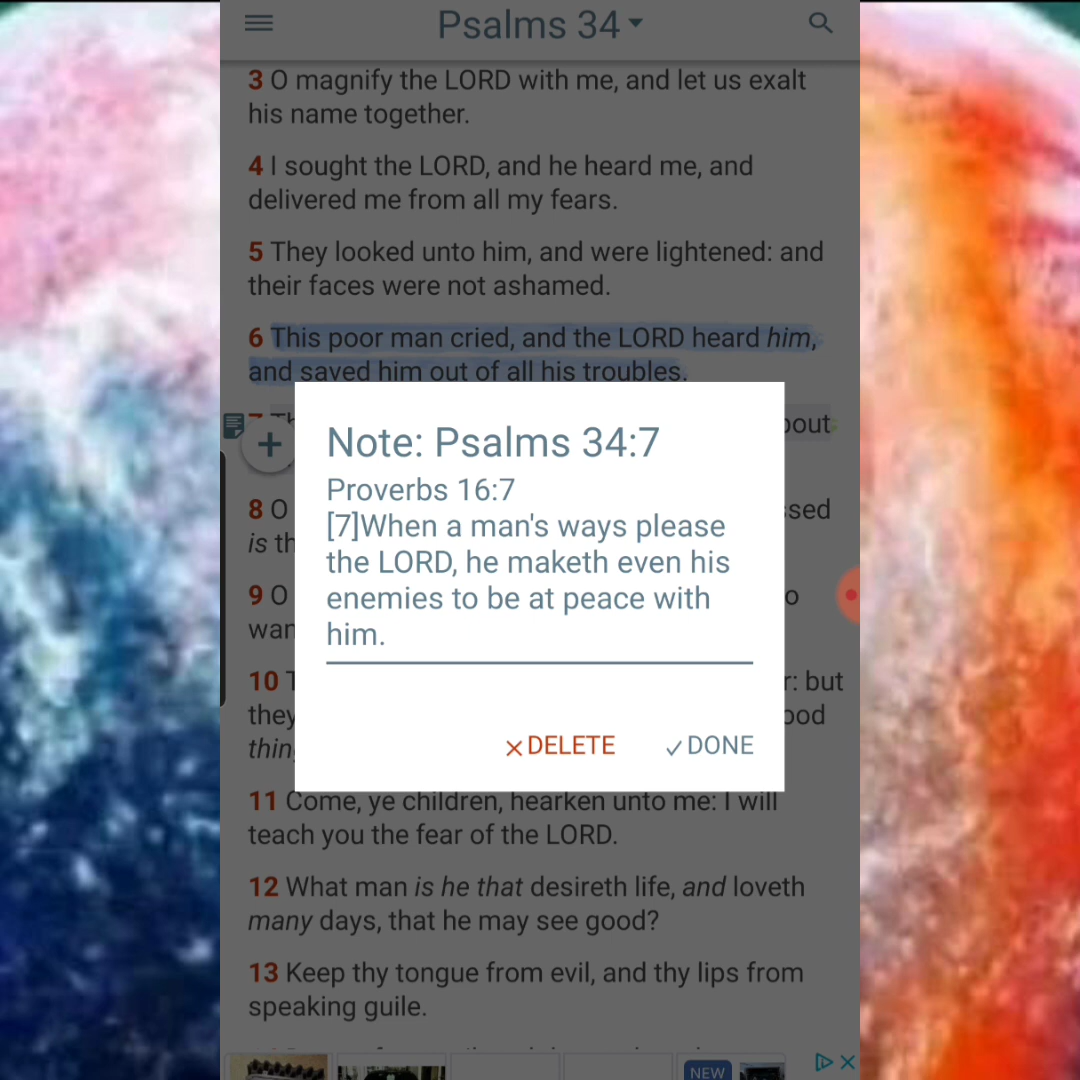 Psalms 34
3 O magnify the LORD with me, and let us exalt
his name together.
4 I sought the LORD, and he heard me, and
delivered me from all my fears.
5 They looked unto him, and were lightened: and
their faces were not ashamed.
6 This poor man cried, and the LORD heard him,
and saved him out of all his troubles.
Note: Psalms 34:7
Proverbs 16:7
[7]When a man's ways please
the LORD, he maketh even his
enemies to be at peace with
him.
DELETE DONE
8 O
is
9 O
10
they
11 Come, ye children, hearken unto me: I will
teach you the fear of the LORD.
12 What man is he that desireth life, and loveth
many days, that he may see good?
13 Keep thy tongue from evil, and thy lips from
speaking guile.
NEW